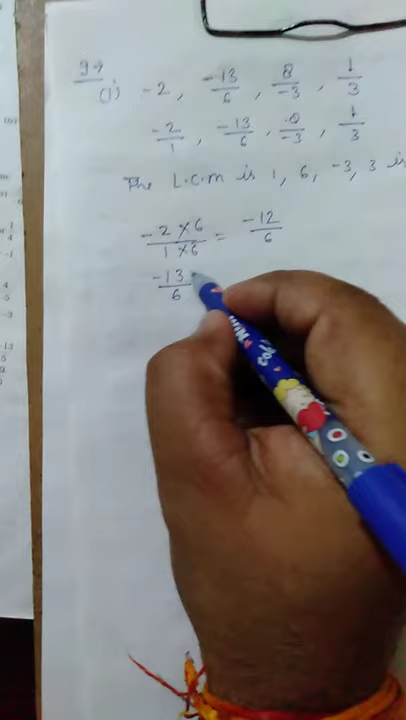 9→
(i) -2, -13/6, 8/-3, 1/3
-2/1, -13/6, 8/-3, 1/3
The L.C.m is 1, 6, -3, 3 is
-2×6/1×6 = -12/6
-13/6